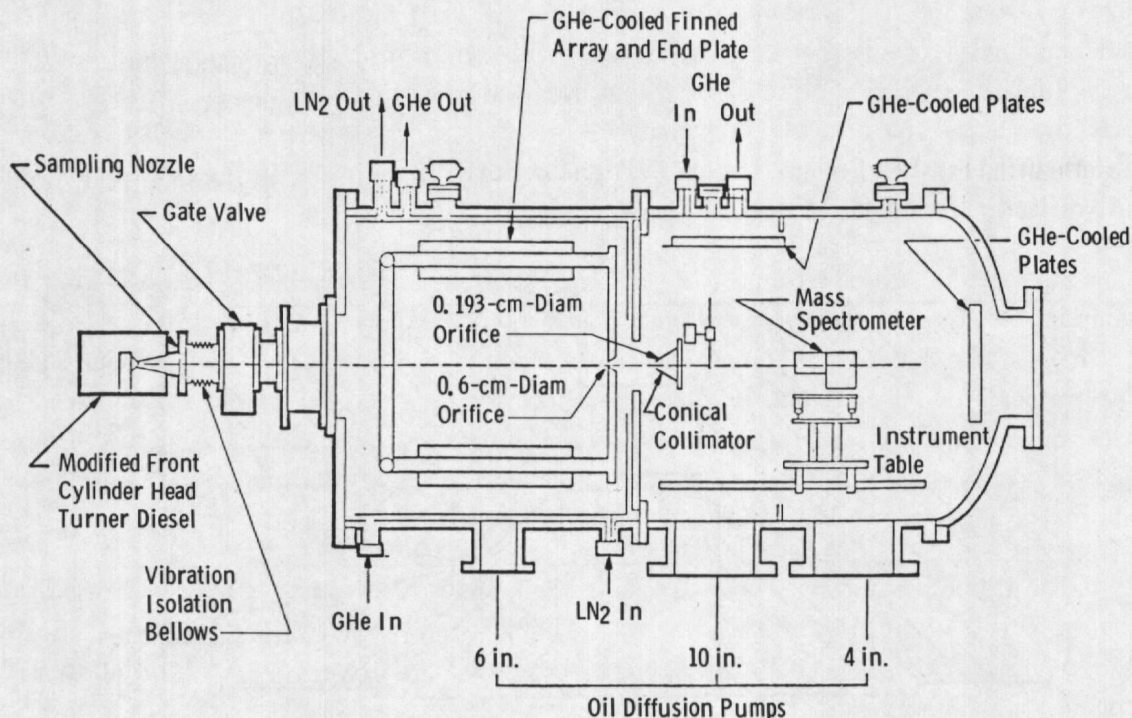 GHe-Cooled Finned
Array and End Plate
LN2 Out
GHe Out
GHe
In Out
GHe-Cooled Plates
Sampling Nozzle
Gate Valve
GHe-Cooled
Plates
0.193-cm-Diam
Orifice
Mass
Spectrometer
0.6-cm-Diam
Orifice
Conical
Collimator
Instrument
Table
Modified Front
Cylinder Head
Turner Diesel
Vibration
Isolation
Bellows
GHe In
LN2 In
6 in.
10 in.
4 in.
Oil Diffusion Pumps